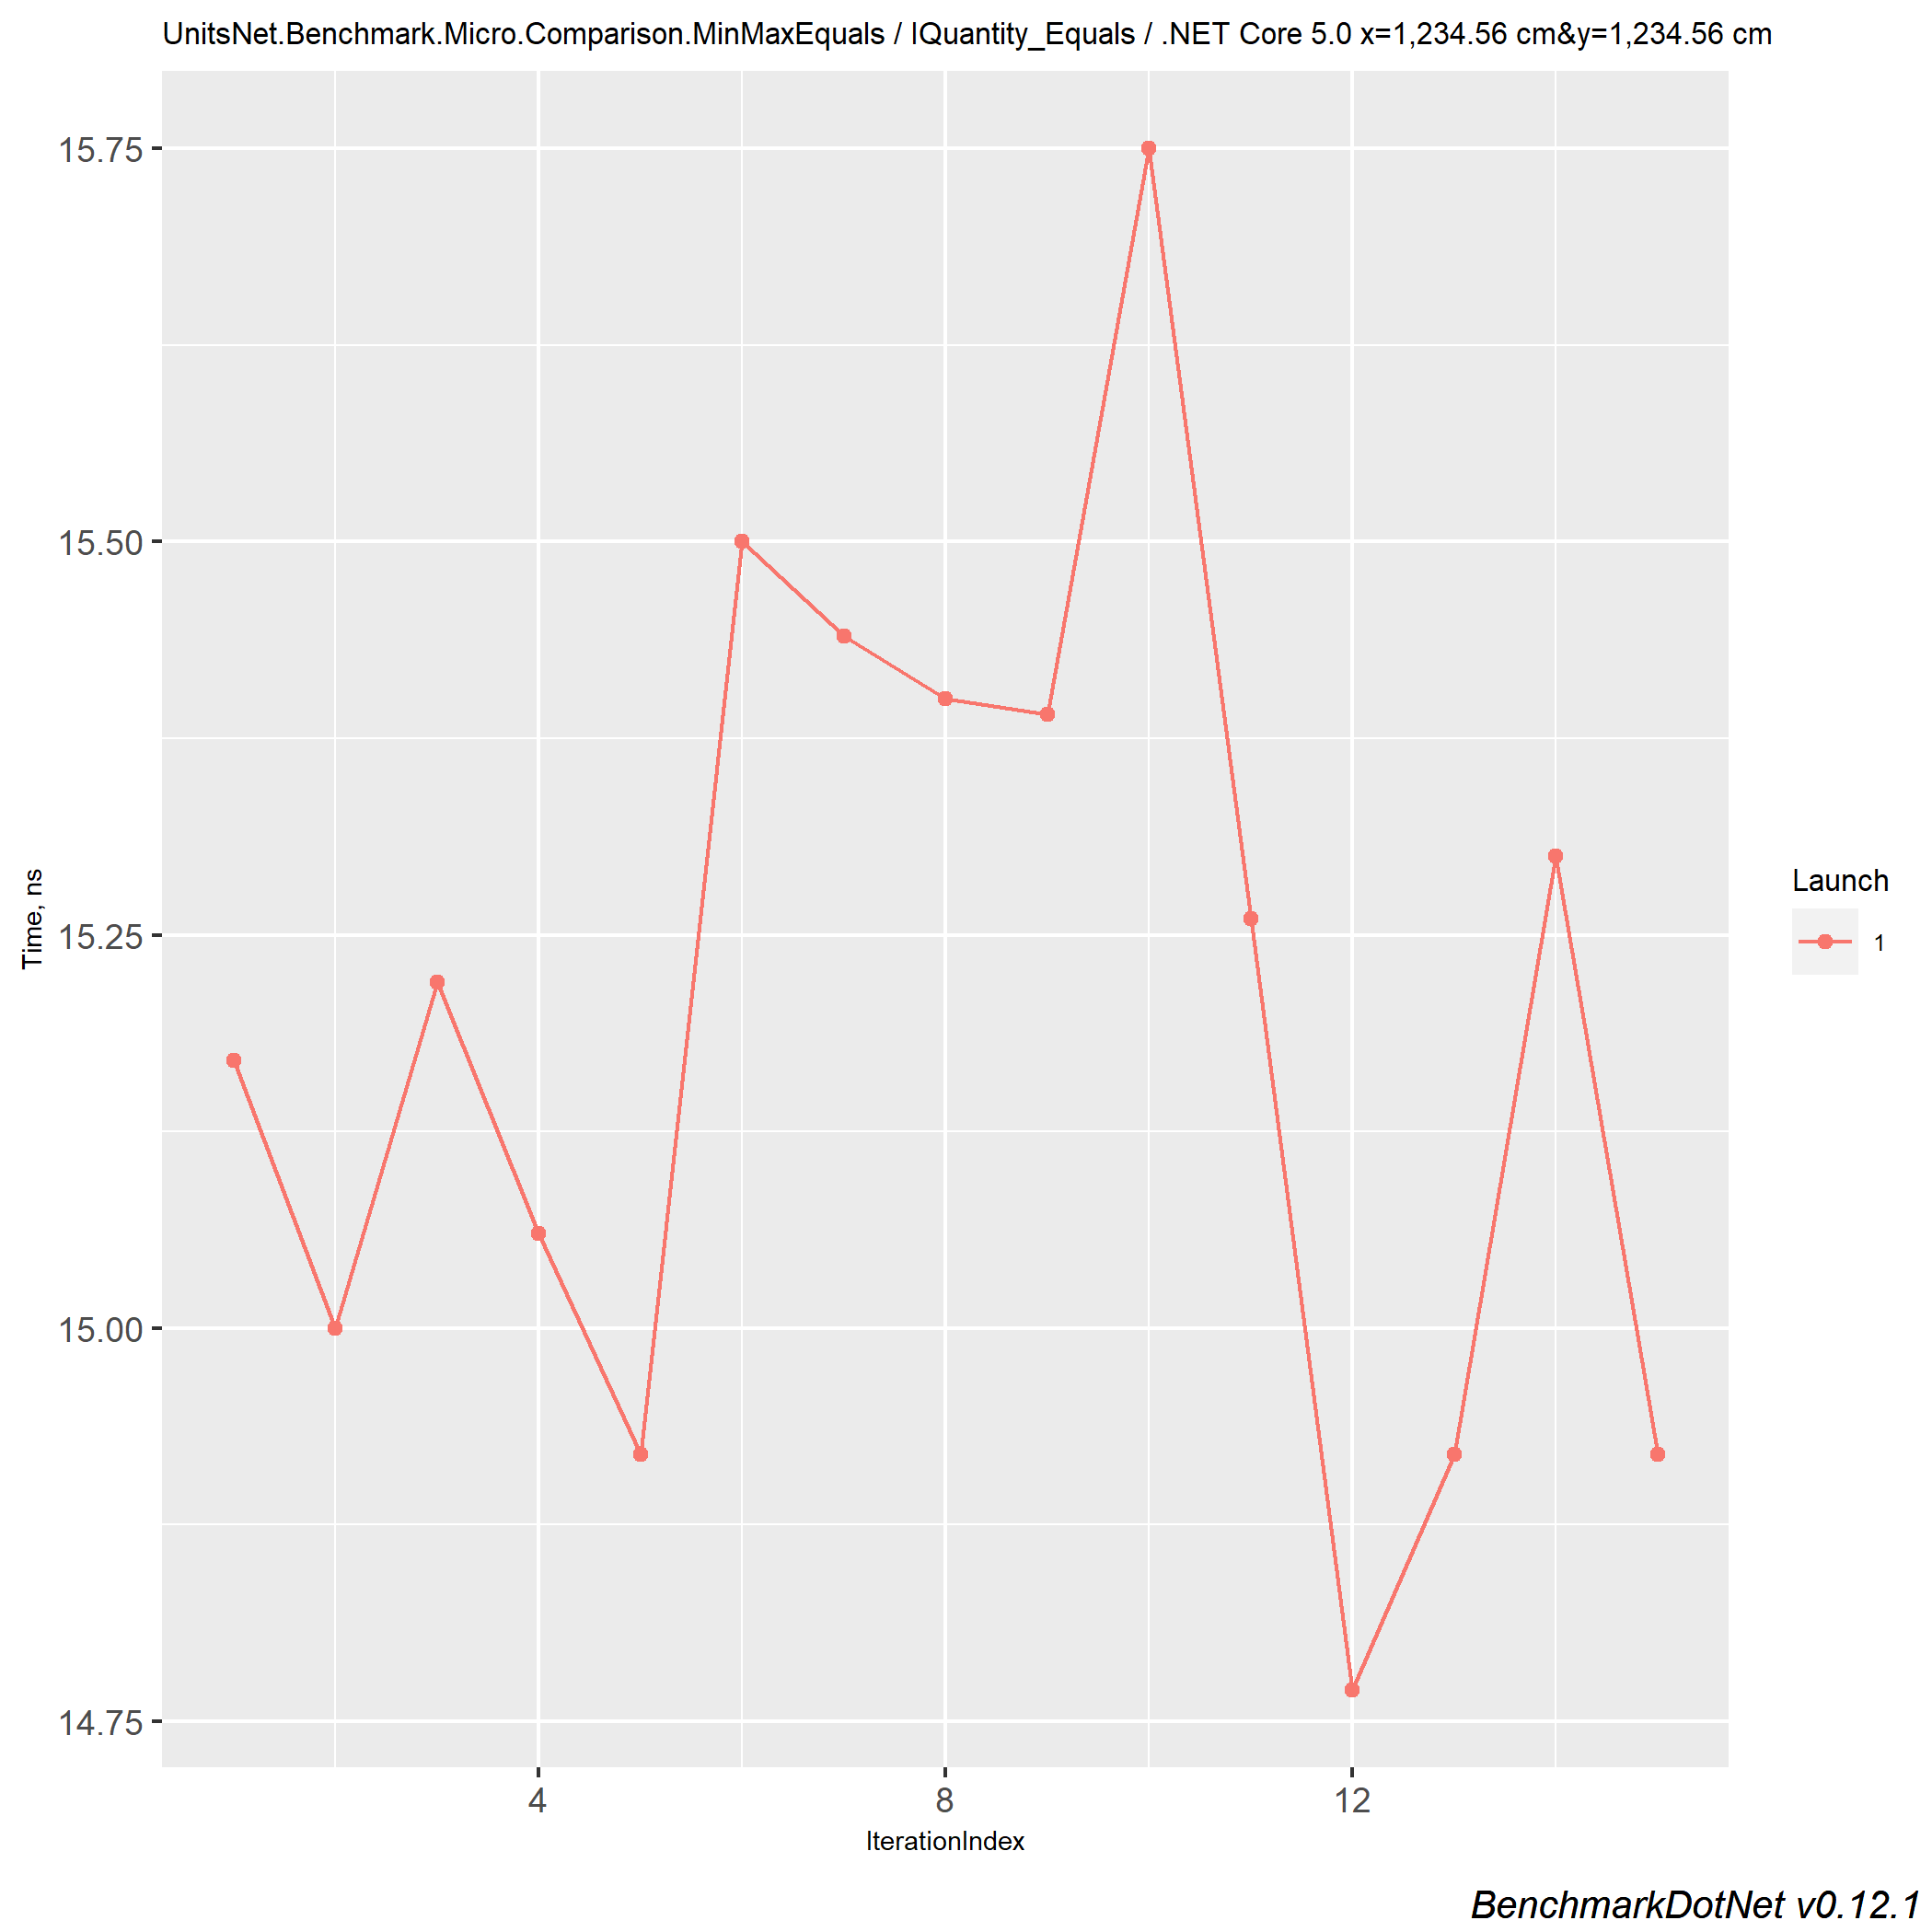 UnitsNet.Benchmark.Micro.Comparison.MinMaxEquals / IQuantity_Equals / .NET Core 5.0 x=1,234.56 cm&y=1,234.56 cm
15.75
15.50
15.25
15.00
14.75
Time, ns
4
8
12
IterationIndex
Launch
1
BenchmarkDotNet v0.12.1